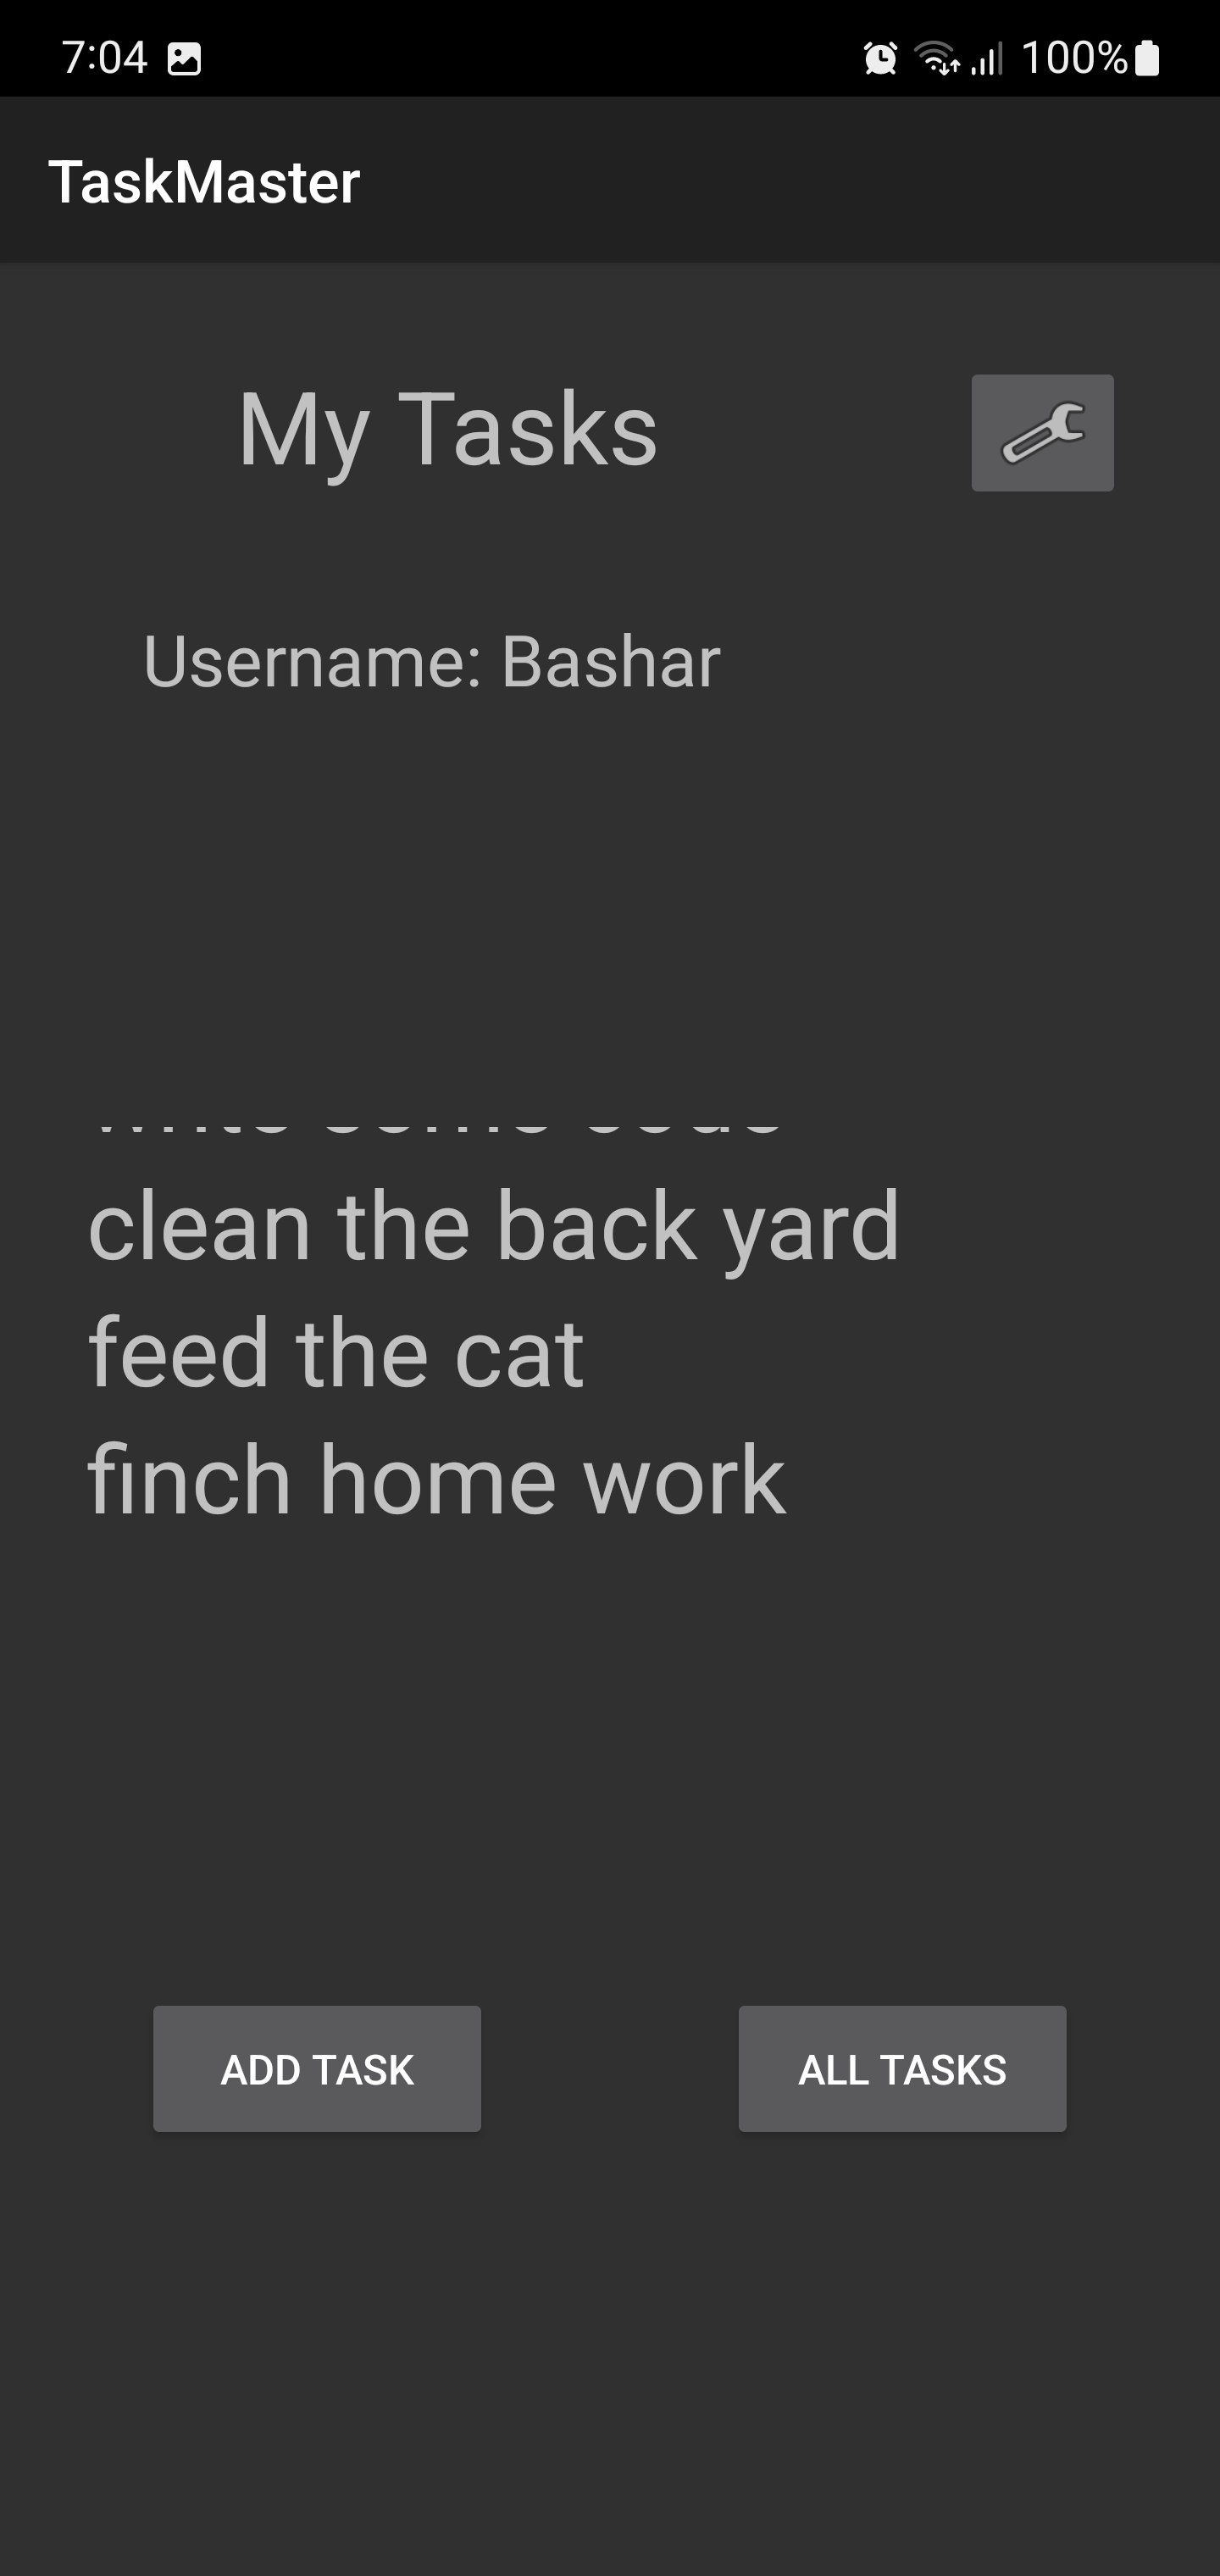 7:04 100%
TaskMaster
My Tasks
Username: Bashar
clean the back yard
feed the cat
finch home work
ADD TASK ALL TASKS